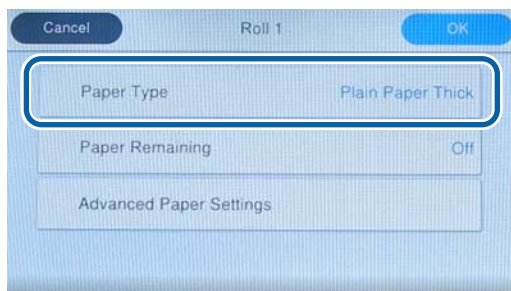 Cancel Roll 1 OK
Paper Type Plain Paper Thick
Paper Remaining Off
Advanced Paper Settings